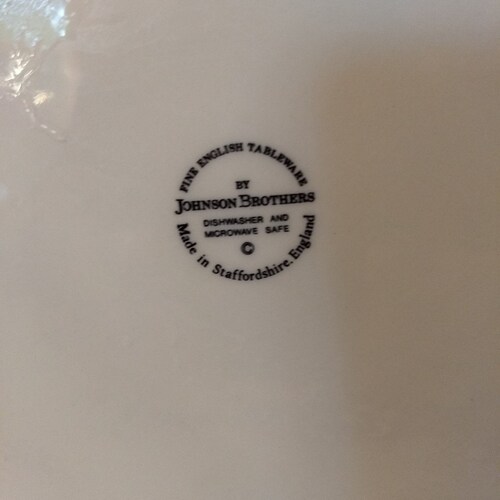 FINE ENGLISH TABLEWARE
BY
JOHNSON BROTHERS
DISHWASHER AND
MICROWAVE SAFE
©
Made in Staffordshire. England